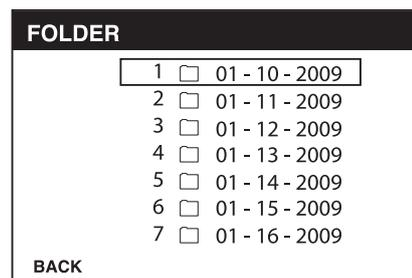 FOLDER
1 01 - 10 - 2009
2 01 - 11 - 2009
3 01 - 12 - 2009
4 01 - 13 - 2009
5 01 - 14 - 2009
6 01 - 15 - 2009
7 01 - 16 - 2009
BACK